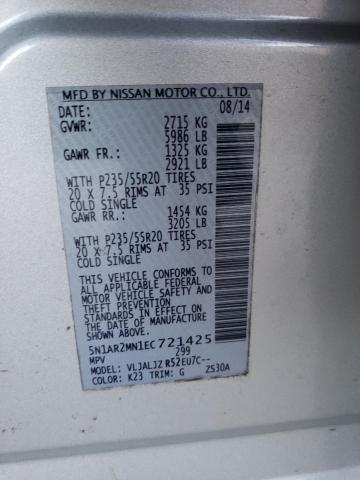 MFD BY NISSAN MOTOR CO., LTD.
DATE: 08/14
GVWR: 2715 KG
5986 LB
GAWR FR.: 1325 KG
2921 LB
WITH P235/55R20 TIRES
20 X 7.5 RIMS AT 35 PSI
COLD SINGLE
GAWR RR.: 1454 KG
3205 LB
WITH P235/55R20 TIRES
20 X 7.5 RIMS AT 35 PSI
COLD SINGLE
THIS VEHICLE CONFORMS TO
ALL APPLICABLE FEDERAL
MOTOR VEHICLE SAFETY
STANDARDS IN EFFECT ON
THE DATE OF MANUFACTURE
SHOWN ABOVE.
5N1AR2MN1EC721425
MPV 299
MODEL: VLJALJZ R52EU7C--
COLOR: K23 TRIM: G ZS30A